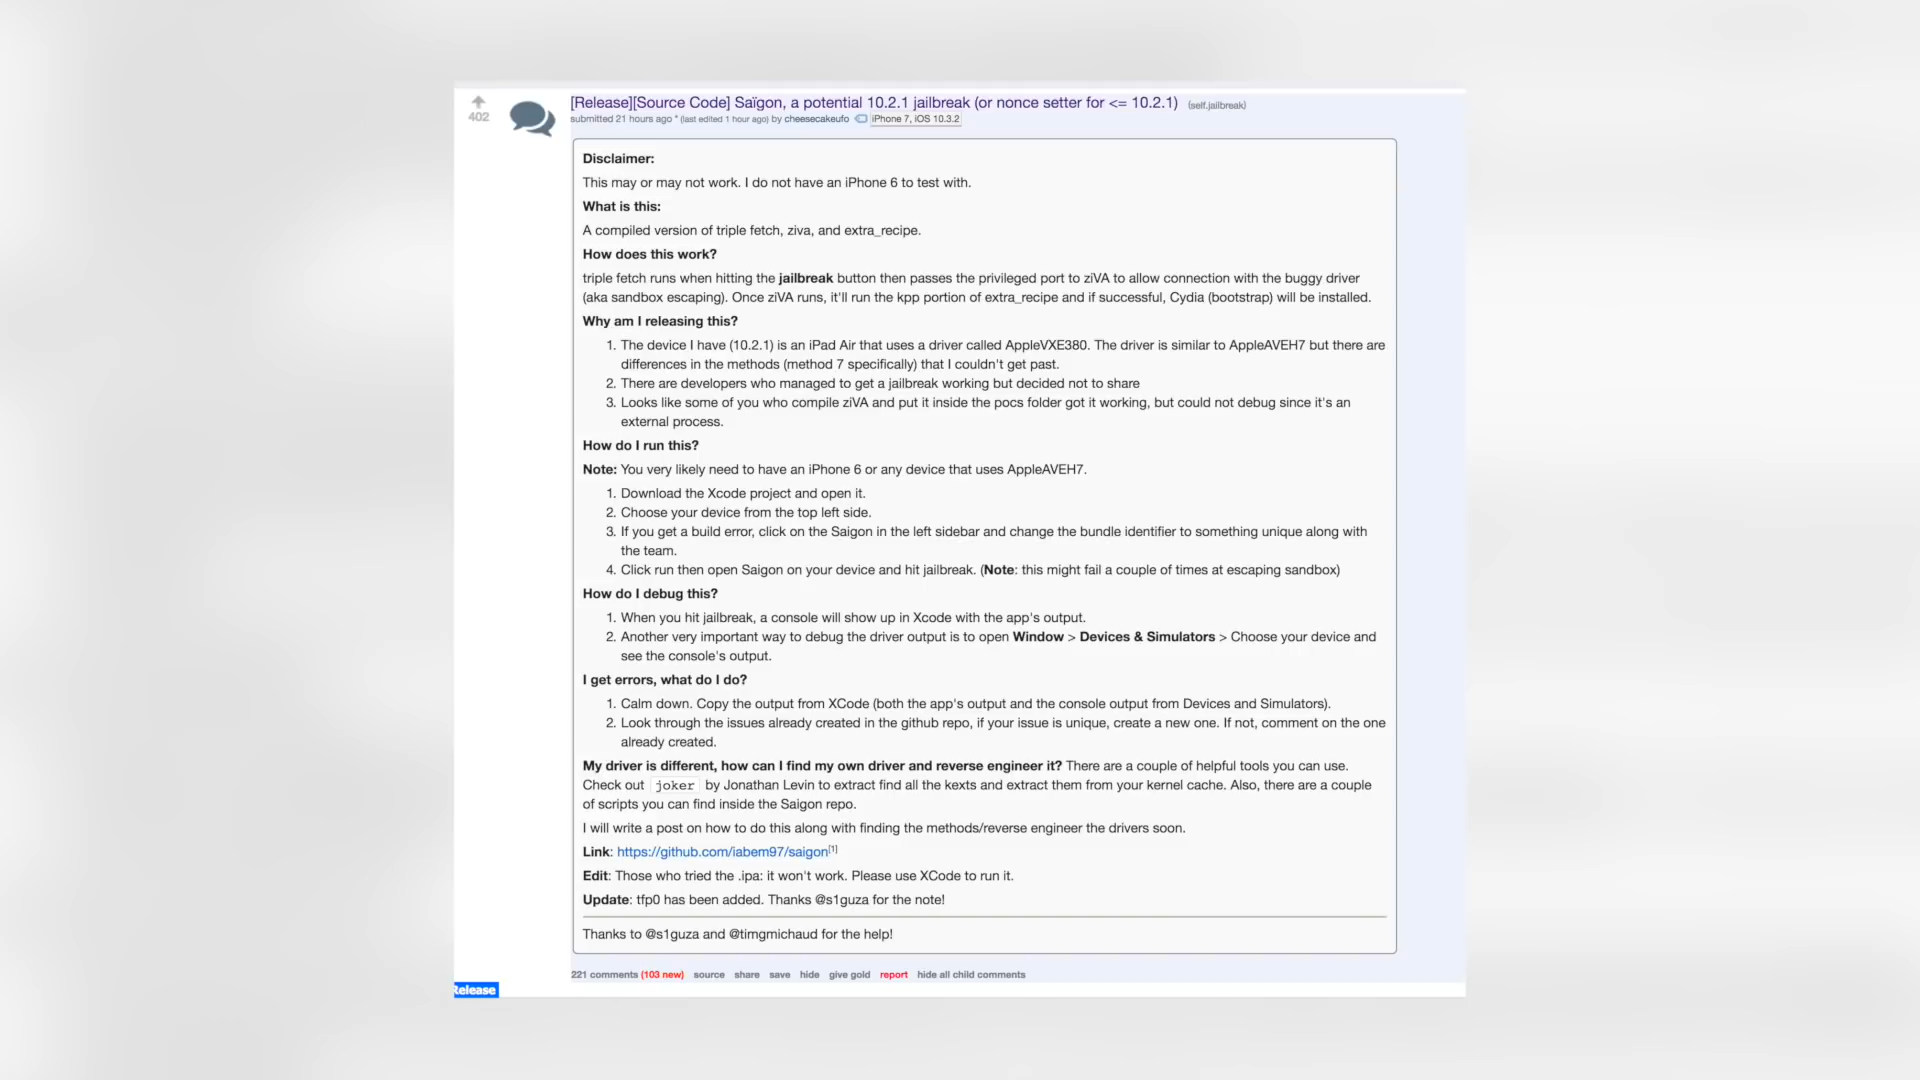 [Release][Source Code] Saïgon, a potential 10.2.1 jailbreak (or nonce setter for <= 10.2.1) (self.jailbreak)
402
submitted 21 hours ago * (last edited 1 hour ago) by cheesecakeufo iPhone 7, iOS 10.3.2
Disclaimer:
This may or may not work. I do not have an iPhone 6 to test with.
What is this:
A compiled version of triple fetch, ziva, and extra_recipe.
How does this work?
triple fetch runs when hitting the jailbreak button then passes the privileged port to ziVA to allow connection with the buggy driver
(aka sandbox escaping). Once ziVA runs, it'll run the kpp portion of extra_recipe and if successful, Cydia (bootstrap) will be installed.
Why am I releasing this?
1. The device I have (10.2.1) is an iPad Air that uses a driver called AppleVXE380. The driver is similar to AppleAVEH7 but there are
differences in the methods (method 7 specifically) that I couldn't get past.
2. There are developers who managed to get a jailbreak working but decided not to share
3. Looks like some of you who compile ziVA and put it inside the pocs folder got it working, but could not debug since it's an
external process.
How do I run this?
Note: You very likely need to have an iPhone 6 or any device that uses AppleAVEH7.
1. Download the Xcode project and open it.
2. Choose your device from the top left side.
3. If you get a build error, click on the Saigon in the left sidebar and change the bundle identifier to something unique along with
the team.
4. Click run then open Saigon on your device and hit jailbreak. (Note: this might fail a couple of times at escaping sandbox)
How do I debug this?
1. When you hit jailbreak, a console will show up in Xcode with the app's output.
2. Another very important way to debug the driver output is to open Window > Devices & Simulators > Choose your device and
see the console's output.
I get errors, what do I do?
1. Calm down. Copy the output from XCode (both the app's output and the console output from Devices and Simulators).
2. Look through the issues already created in the github repo, if your issue is unique, create a new one. If not, comment on the one
already created.
My driver is different, how can I find my own driver and reverse engineer it? There are a couple of helpful tools you can use.
Check out joker by Jonathan Levin to extract find all the kexts and extract them from your kernel cache. Also, there are a couple
of scripts you can find inside the Saigon repo.
I will write a post on how to do this along with finding the methods/reverse engineer the drivers soon.
Link: https://github.com/iabem97/saigon[1]
Edit: Those who tried the .ipa: it won't work. Please use XCode to run it.
Update: tfp0 has been added. Thanks @s1guza for the note!
Thanks to @s1guza and @timgmichaud for the help!
221 comments (103 new) source share save hide give gold report hide all child comments
Release